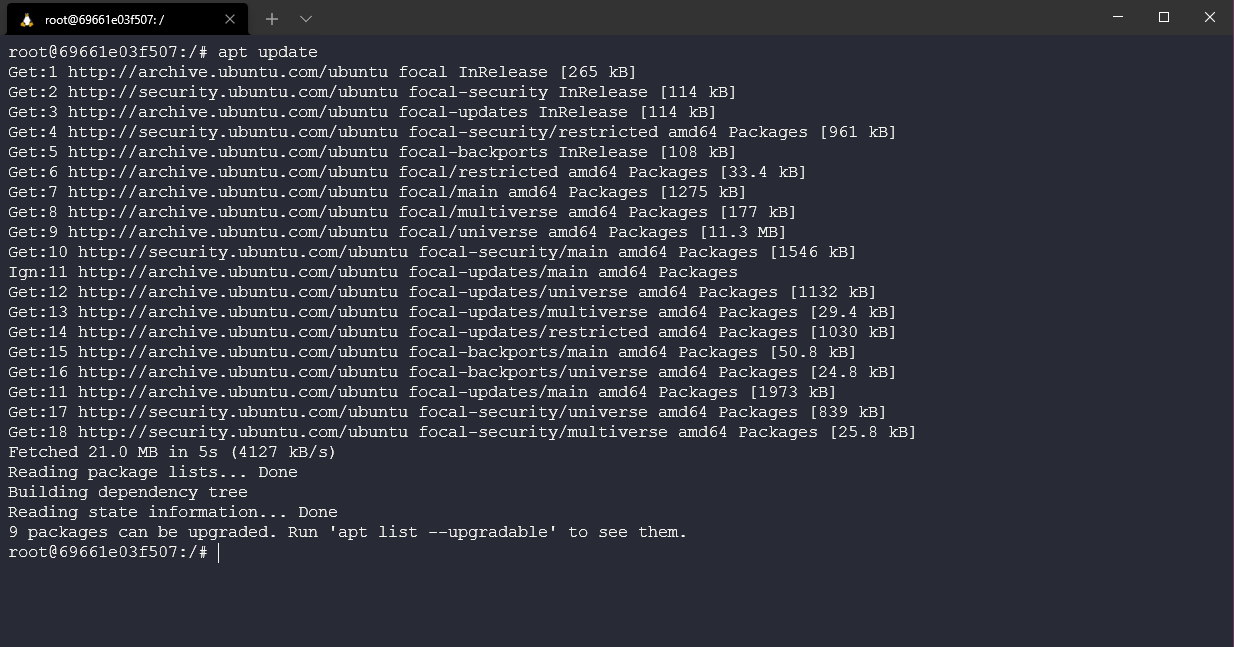 root@69661e03f507: /
root@69661e03f507:/# apt update
Get:1 http://archive.ubuntu.com/ubuntu focal InRelease [265 kB]
Get:2 http://security.ubuntu.com/ubuntu focal-security InRelease [114 kB]
Get:3 http://archive.ubuntu.com/ubuntu focal-updates InRelease [114 kB]
Get:4 http://security.ubuntu.com/ubuntu focal-security/restricted amd64 Packages [961 kB]
Get:5 http://archive.ubuntu.com/ubuntu focal-backports InRelease [108 kB]
Get:6 http://archive.ubuntu.com/ubuntu focal/restricted amd64 Packages [33.4 kB]
Get:7 http://archive.ubuntu.com/ubuntu focal/main amd64 Packages [1275 kB]
Get:8 http://archive.ubuntu.com/ubuntu focal/multiverse amd64 Packages [177 kB]
Get:9 http://archive.ubuntu.com/ubuntu focal/universe amd64 Packages [11.3 MB]
Get:10 http://security.ubuntu.com/ubuntu focal-security/main amd64 Packages [1546 kB]
Ign:11 http://archive.ubuntu.com/ubuntu focal-updates/main amd64 Packages
Get:12 http://archive.ubuntu.com/ubuntu focal-updates/universe amd64 Packages [1132 kB]
Get:13 http://archive.ubuntu.com/ubuntu focal-updates/multiverse amd64 Packages [29.4 kB]
Get:14 http://archive.ubuntu.com/ubuntu focal-updates/restricted amd64 Packages [1030 kB]
Get:15 http://archive.ubuntu.com/ubuntu focal-backports/main amd64 Packages [50.8 kB]
Get:16 http://archive.ubuntu.com/ubuntu focal-backports/universe amd64 Packages [24.8 kB]
Get:11 http://archive.ubuntu.com/ubuntu focal-updates/main amd64 Packages [1973 kB]
Get:17 http://security.ubuntu.com/ubuntu focal-security/universe amd64 Packages [839 kB]
Get:18 http://security.ubuntu.com/ubuntu focal-security/multiverse amd64 Packages [25.8 kB]
Fetched 21.0 MB in 5s (4127 kB/s)
Reading package lists... Done
Building dependency tree
Reading state information... Done
9 packages can be upgraded. Run 'apt list --upgradable' to see them.
root@69661e03f507:/#